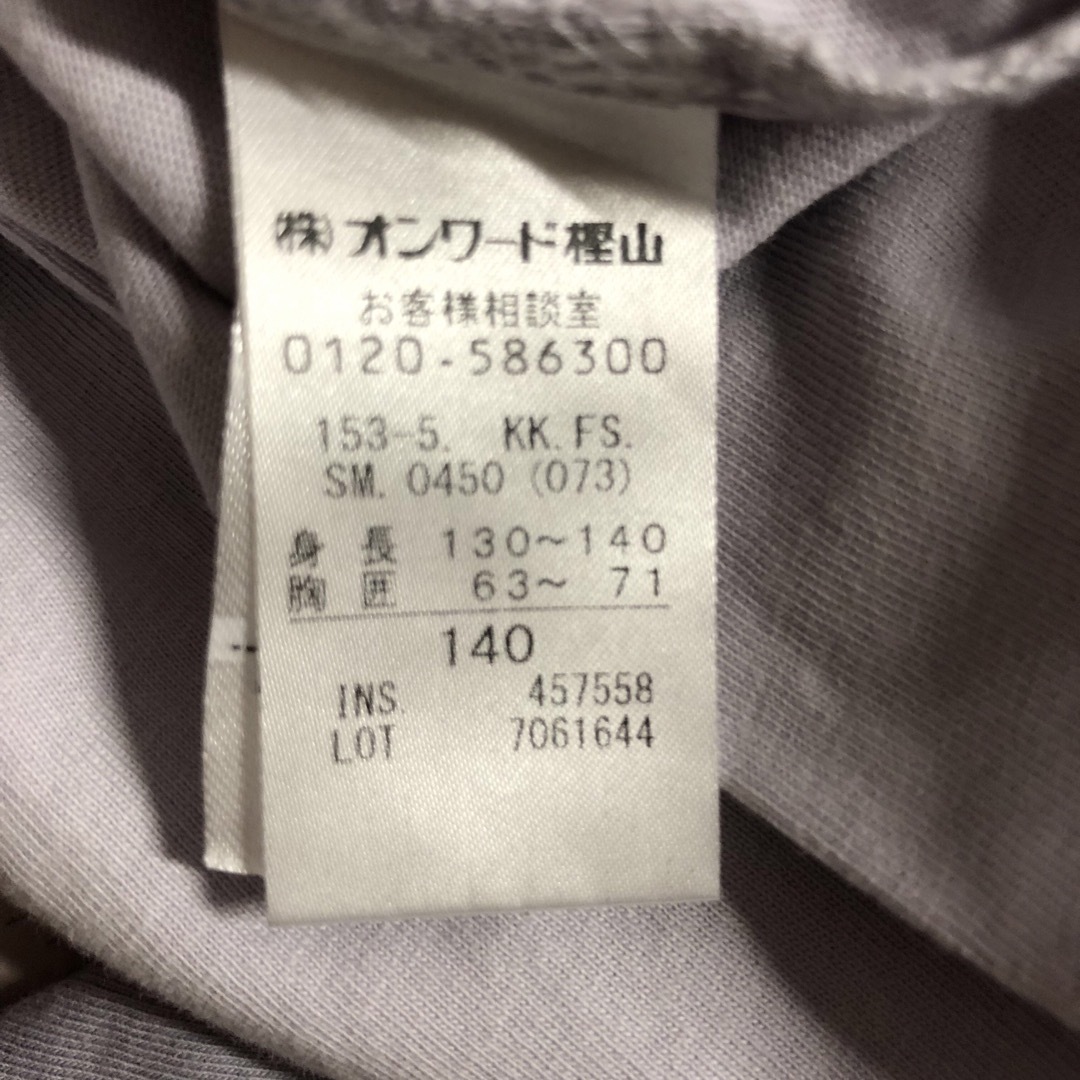 ㈱オンワード樫山
お客様相談室
0120-586300
153-5. KK.FS.
SM. 0450 (073)
身長 130〜140
胸囲 63〜 71
140
INS 457558
LOT 7061644